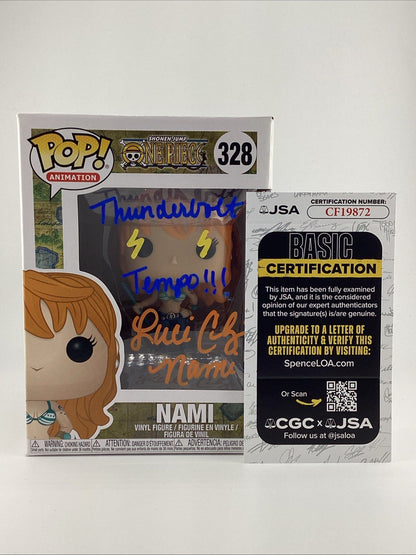 POP!
ANIMATION
SHONEN JUMP
ONE PIECE
328
Thunderbolt
Tempo!!!
Luci Ch
Nami
NAMI
VINYL FIGURE / FIGURINE EN VINYLE /
FIGURA DE VINIL
JSA
CERTIFICATION NUMBER:
CF19872
BASIC
CERTIFICATION
This item has been fully examined
by JSA, and it is the considered
opinion of our expert authenticators
that the signature(s) is/are genuine.
UPGRADE TO A LETTER OF
AUTHENTICITY & VERIFY THIS
CERTIFICATION BY VISITING:
SpenceLOA.com
Or Scan
CGC x JSA
Follow us at @jsaloa